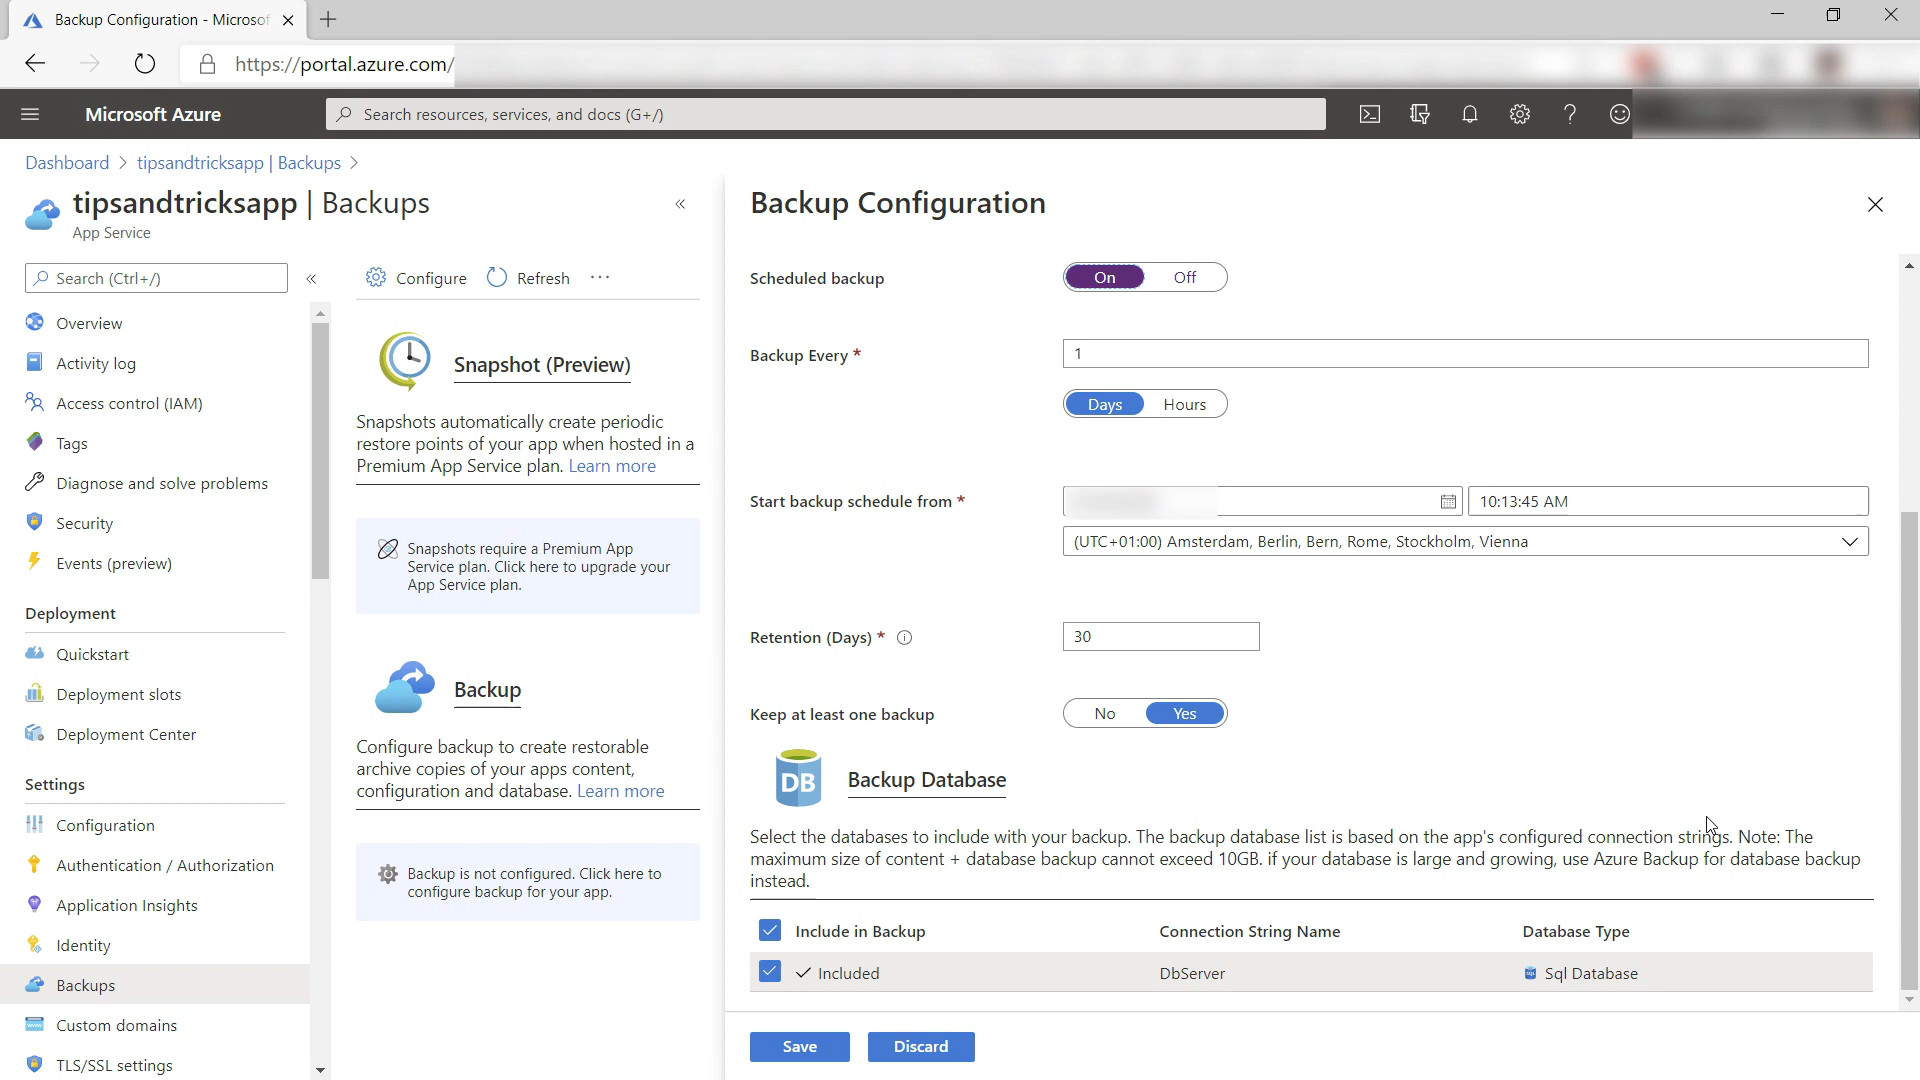 Backup Configuration - Microsof
https://portal.azure.com/
Microsoft Azure
Search resources, services, and docs (G+/)
Dashboard > tipsandtricksapp | Backups >
tipsandtricksapp | Backups
App Service
Search (Ctrl+/)
Overview
Activity log
Access control (IAM)
Tags
Diagnose and solve problems
Security
Events (preview)
Deployment
Quickstart
Deployment slots
Deployment Center
Settings
Configuration
Authentication / Authorization
Application Insights
Identity
Backups
Custom domains
TLS/SSL settings
Configure Refresh ...
Snapshot (Preview)
Snapshots automatically create periodic
restore points of your app when hosted in a
Premium App Service plan. Learn more
Snapshots require a Premium App
Service plan. Click here to upgrade your
App Service plan.
Backup
Configure backup to create restorable
archive copies of your apps content,
configuration and database. Learn more
Backup is not configured. Click here to
configure backup for your app.
Backup Configuration
Scheduled backup On Off
Backup Every * 1
Days Hours
Start backup schedule from * 10:13:45 AM
(UTC+01:00) Amsterdam, Berlin, Bern, Rome, Stockholm, Vienna
Retention (Days) * 30
Keep at least one backup No Yes
DB Backup Database
Select the databases to include with your backup. The backup database list is based on the app's configured connection strings. Note: The
maximum size of content + database backup cannot exceed 10GB. if your database is large and growing, use Azure Backup for database backup
instead.
Include in Backup Connection String Name Database Type
Included DbServer Sql Database
Save Discard